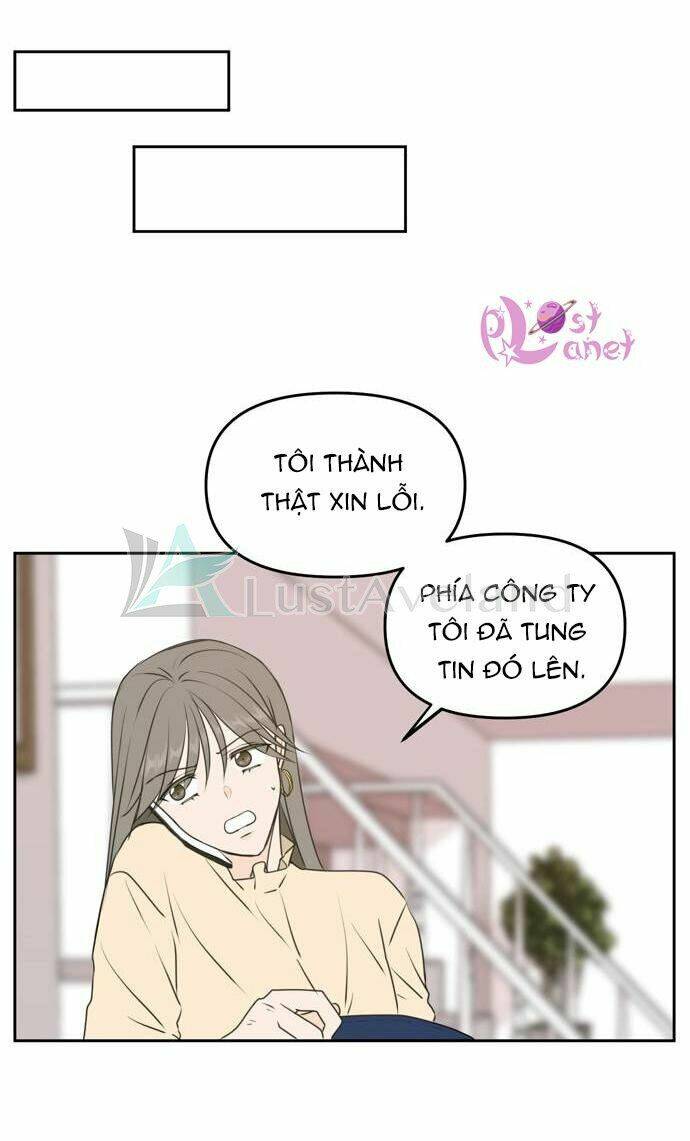 Lost
Planet
TÔI THÀNH
THẬT XIN LỖI.
LustAveland
PHÍA CÔNG TY
TÔI ĐÃ TUNG
TIN ĐÓ LÊN.